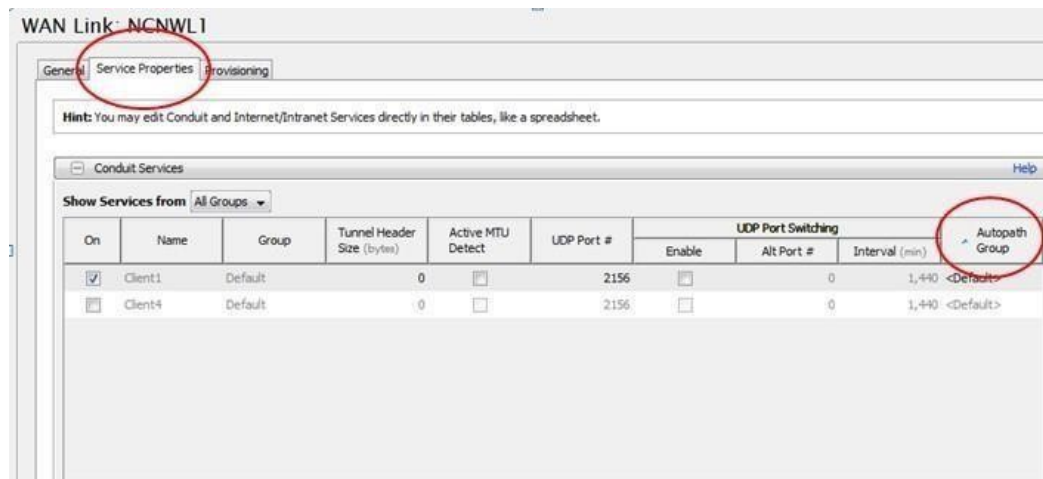 WAN Link: NCNWL1
General Service Properties Provisioning
Hint: You may edit Conduit and Internet/Intranet Services directly in their tables, like a spreadsheet.
Conduit Services Help
Show Services from All Groups
On Name Group Tunnel Header Size (bytes) Active MTU Detect UDP Port # UDP Port Switching Autopath Group
Enable Alt Port # Interval (min)
Client1 Default 0 2156 0 1,440 <Default>
Client4 Default 0 2156 0 1,440 <Default>